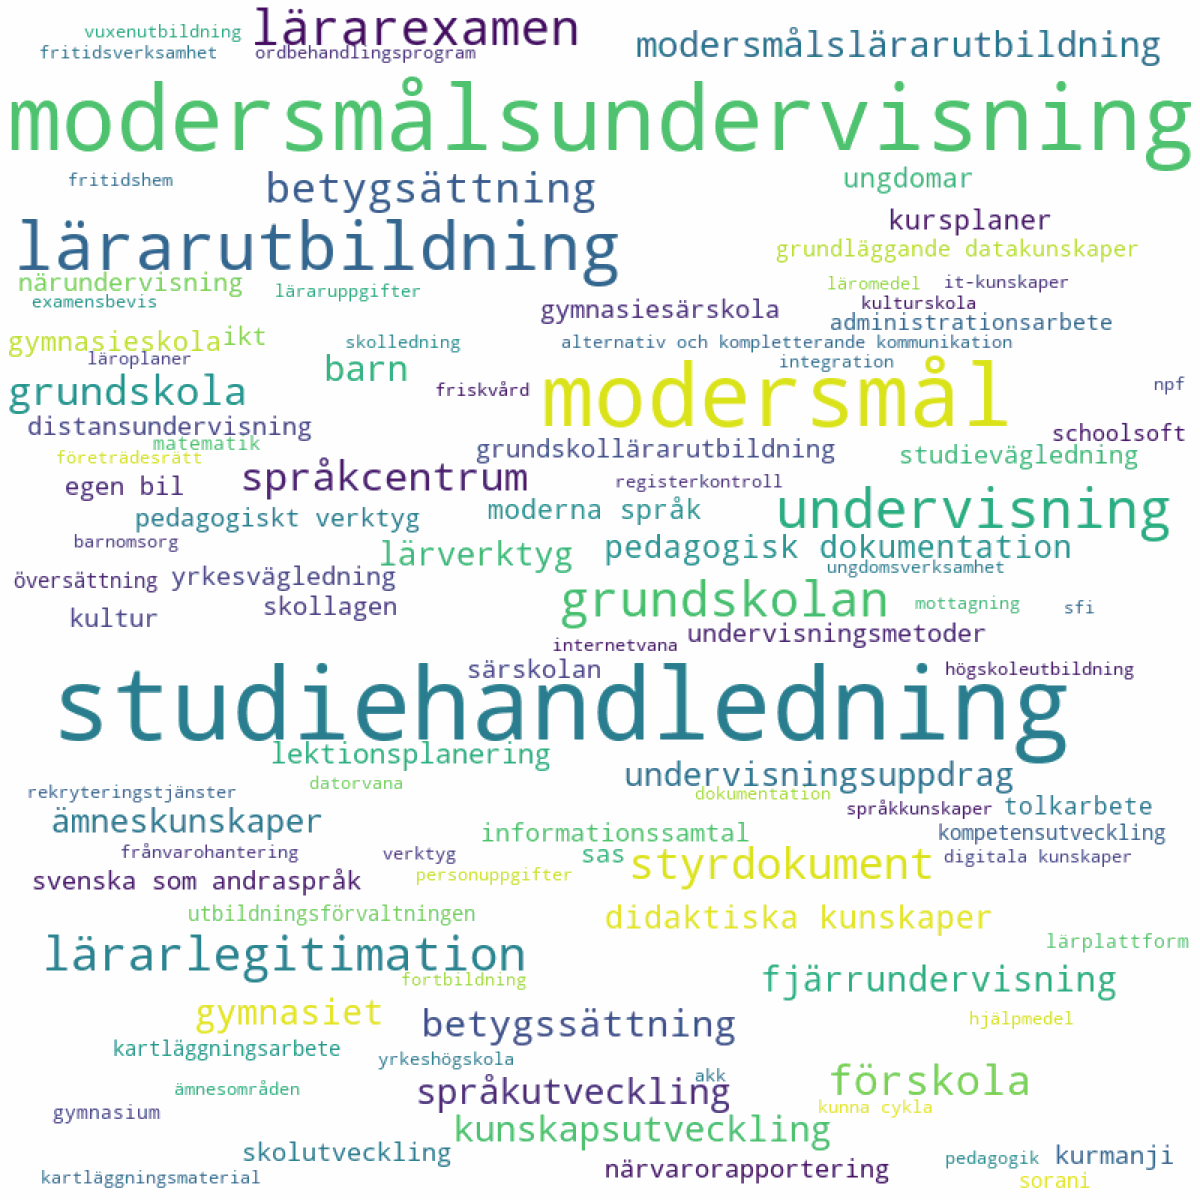 vuxenutbildning
lärarexamen
modersmålslärarutbildning
fritidsverksamhet
ordbehandlingsprogram
modersmålsundervisning
fritidshem
betygsättning
ungdomar
kursplaner
lärarutbildning
grundläggande datakunskaper
närundervisning
läraruppgifter
läromedel
it-kunskaper
examensbevis
gymnasiesärskola
kulturskola
administrationsarbete
gymnasieskola
ikt
skolledning
alternativ och kompletterande kommunikation
läroplaner
barn
integration
grundskola
friskvård
modersmål
npf
distansundervisning
matematik
schoolsoft
grundskollärarutbildning
studievägledning
företrädesrätt
språkcentrum
egen bil
registerkontroll
pedagogiskt verktyg
moderna språk
undervisning
barnomsorg
lärverktyg
pedagogisk dokumentation
ungdomsverksamhet
översättning
yrkesvägledning
skollagen
grundskolan
mottagning
sfi
kultur
undervisningsmetoder
internetvana
särskolan
högskoleutbildning
studiehandledning
lektionsplanering
undervisningsuppdrag
datorvana
rekryteringstjänster
dokumentation
språkkunskaper
tolkarbete
ämneskunskaper
informationssamtal
kompetensutveckling
frånvarohantering
verktyg
sas
styrdokument
digitala kunskaper
svenska som andraspråk
personuppgifter
utbildningsförvaltningen
didaktiska kunskaper
lärarlegitimation
lärplattform
fortbildning
fjärrundervisning
gymnasiet
betygssättning
hjälpmedel
kartläggningsarbete
yrkeshögskola
akk
ämnesområden
språkutveckling
förskola
gymnasium
kunna cykla
kunskapsutveckling
skolutveckling
närvarorapportering
pedagogik
kurmanji
kartläggningsmaterial
sorani